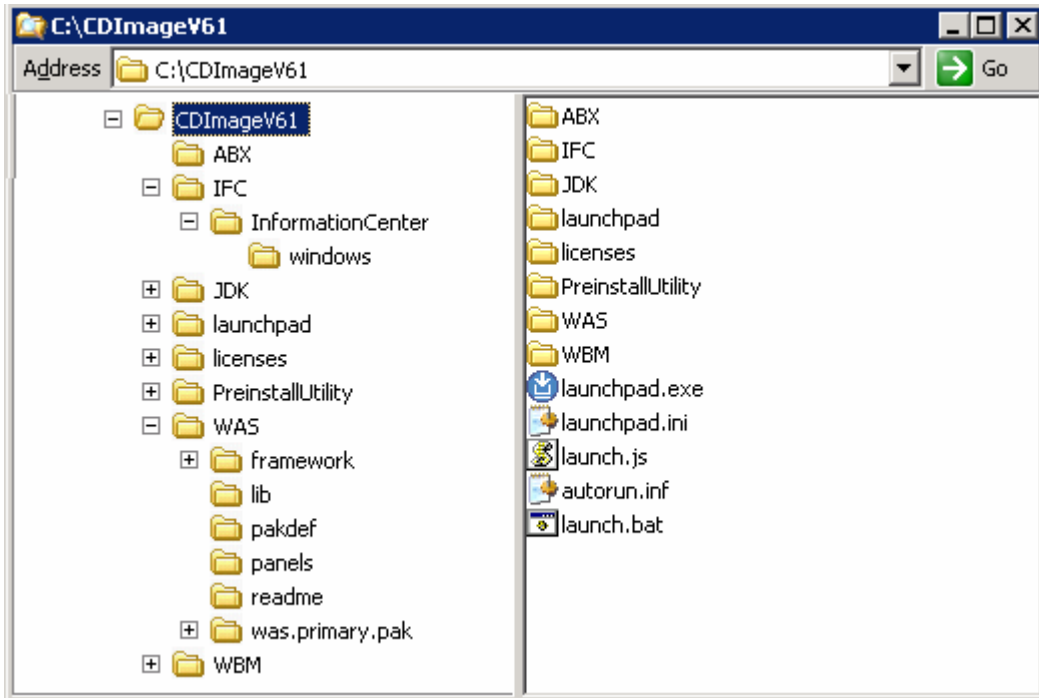 C:\CDImageV61
Address C:\CDImageV61 Go
CDImageV61
ABX
IFC
InformationCenter
windows
JDK
launchpad
licenses
PreinstallUtility
WAS
framework
lib
pakdef
panels
readme
was.primary.pak
WBM
ABX
IFC
JDK
launchpad
licenses
PreinstallUtility
WAS
WBM
launchpad.exe
launchpad.ini
launch.js
autorun.inf
launch.bat